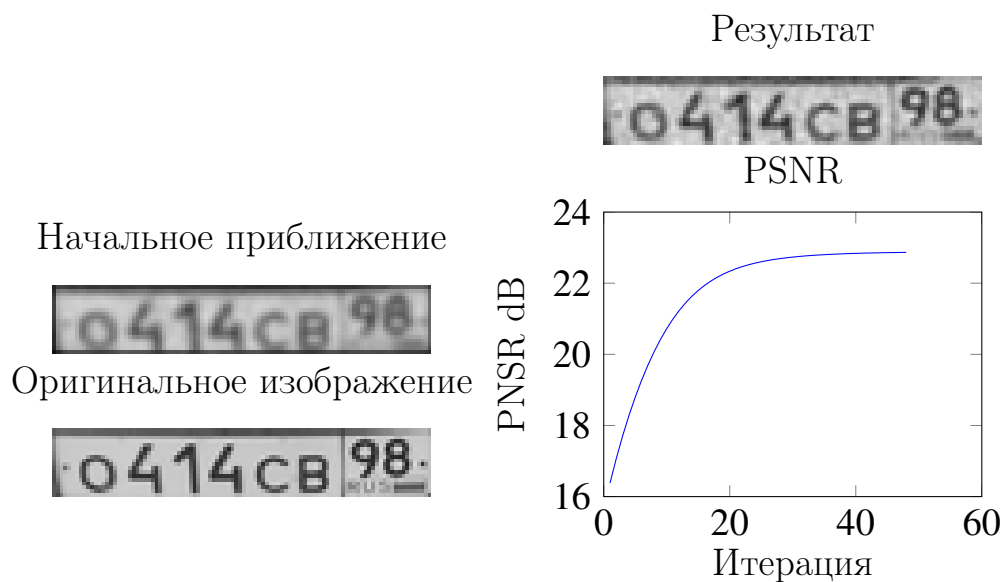 Начальное приближение
О414СВ 98
Оригинальное изображение
О414СВ 98
RUS
Результат
О414СВ 98
PSNR
24
22
20
18
16
PNSR dB
0 20 40 60
Итерация